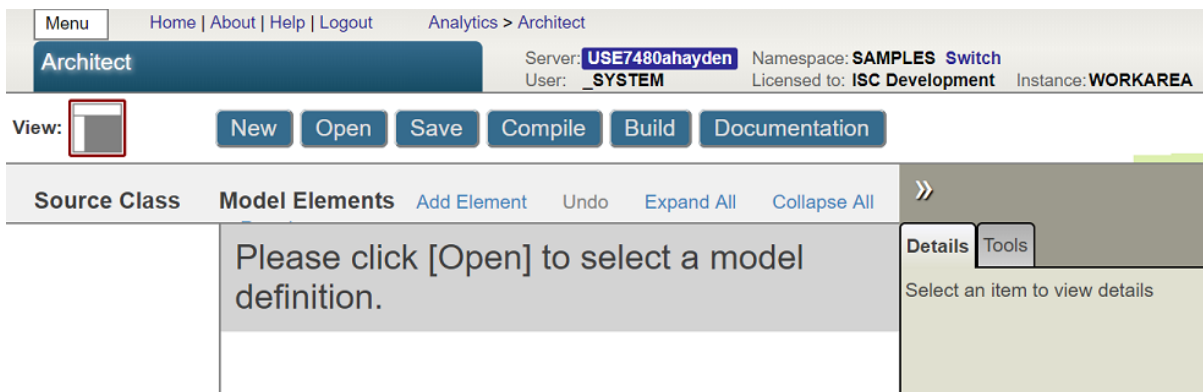 Menu Home | About | Help | Logout Analytics > Architect
Architect
Server: USE7480ahayden Namespace: SAMPLES Switch
User: _SYSTEM Licensed to: ISC Development Instance: WORKAREA
View: New Open Save Compile Build Documentation
Source Class Model Elements Add Element Undo Expand All Collapse All »
Please click [Open] to select a model
definition.
Details Tools
Select an item to view details